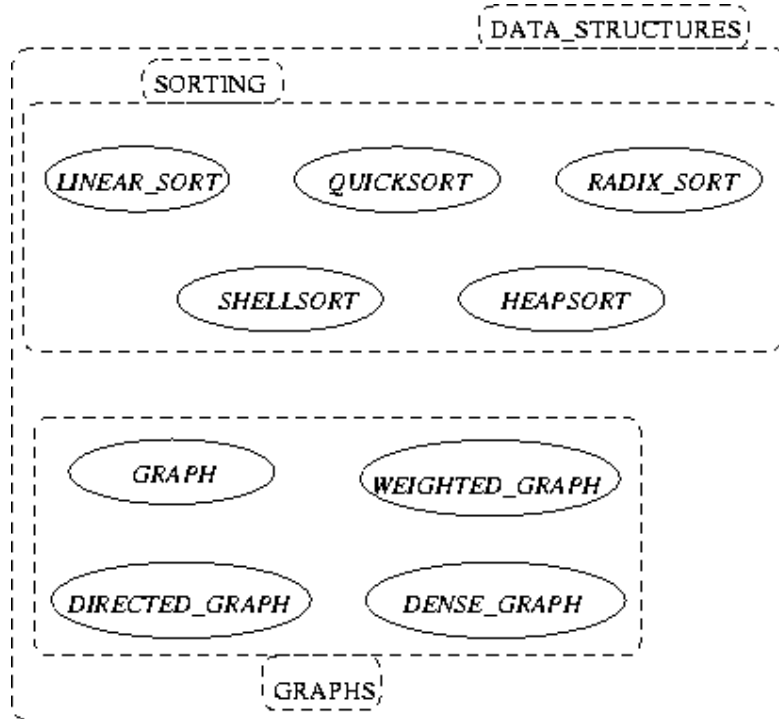 DATA_STRUCTURES
SORTING
LINEAR_SORT QUICKSORT RADIX_SORT
SHELLSORT HEAPSORT
GRAPH WEIGHTED_GRAPH
DIRECTED_GRAPH DENSE_GRAPH
GRAPHS